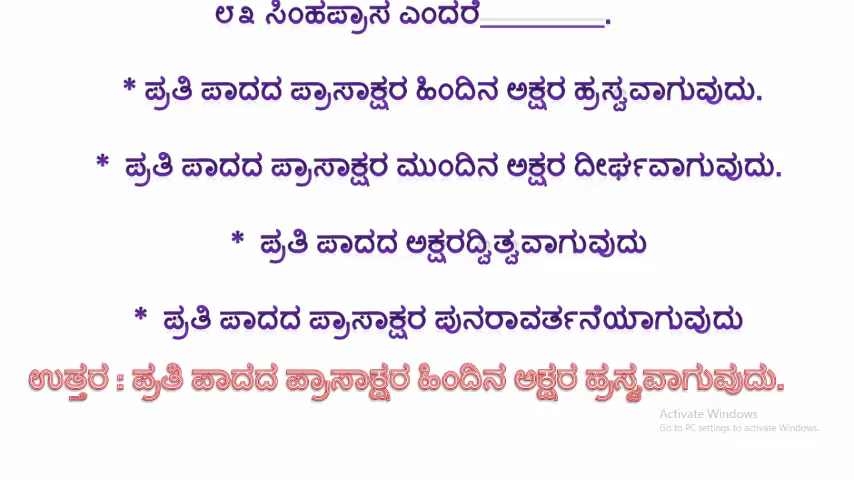 ೮೩ ಸಿಂಹಪ್ರಾಸ ಎಂದರೆ__________.
* ಪ್ರತಿ ಪಾದದ ಪ್ರಾಸಾಕ್ಷರ ಹಿಂದಿನ ಅಕ್ಷರ ಹ್ರಸ್ವವಾಗುವುದು.
* ಪ್ರತಿ ಪಾದದ ಪ್ರಾಸಾಕ್ಷರ ಮುಂದಿನ ಅಕ್ಷರ ದೀರ್ಘವಾಗುವುದು.
* ಪ್ರತಿ ಪಾದದ ಅಕ್ಷರದ್ವಿತ್ವವಾಗುವುದು
* ಪ್ರತಿ ಪಾದದ ಪ್ರಾಸಾಕ್ಷರ ಪುನರಾವರ್ತನೆಯಾಗುವುದು
ಉತ್ತರ : ಪ್ರತಿ ಪಾದದ ಪ್ರಾಸಾಕ್ಷರ ಹಿಂದಿನ ಅಕ್ಷರ ಹ್ರಸ್ವವಾಗುವುದು.
Activate Windows
Go to PC settings to activate Windows.